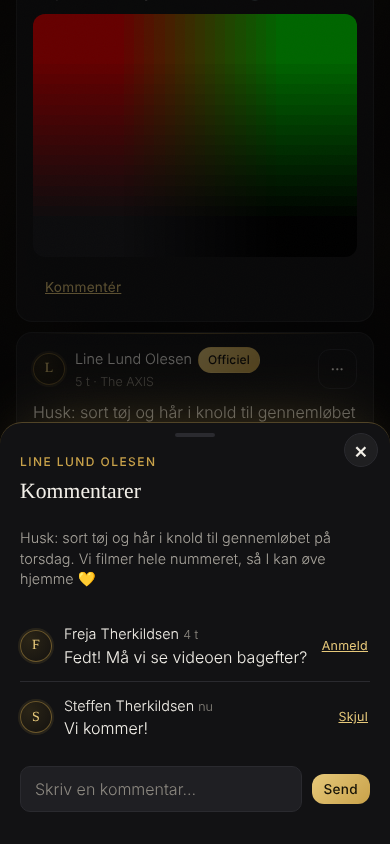 Kommentér
L
Line Lund Olesen Officiel
5 t · The AXIS
...
Husk: sort tøj og hår i knold til gennemløbet
×
LINE LUND OLESEN
Kommentarer
Husk: sort tøj og hår i knold til gennemløbet på
torsdag. Vi filmer hele nummeret, så I kan øve
hjemme 💛
F
Freja Therkildsen 4 t
Fedt! Må vi se videoen bagefter?
Anmeld
S
Steffen Therkildsen nu
Vi kommer!
Skjul
Skriv en kommentar...
Send